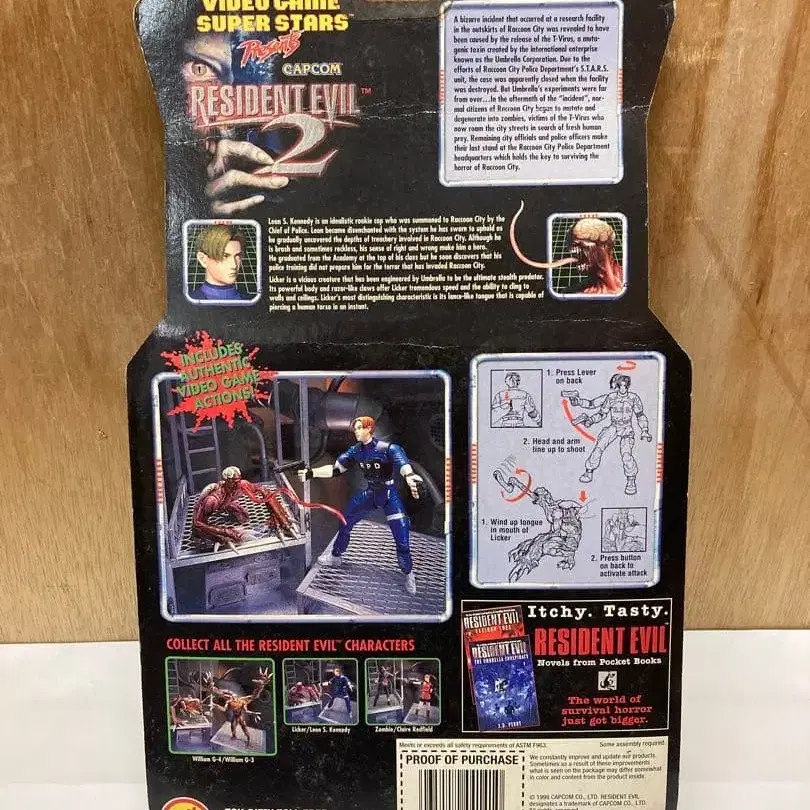 VIDEO GAME
SUPER STARS™
Presents
CAPCOM
RESIDENT EVIL™
2
A bizarre incident that occurred at a research facility
in the outskirts of Raccoon City was revealed to have
been caused by the release of the T-Virus, a muta-
genic toxin created by the international enterprise
known as the Umbrella Corporation. Due to the
efforts of Raccoon City Police Department's S.T.A.R.S.
unit, the case was apparently closed when the facility
was destroyed. But Umbrella's experiments were far
from over...In the aftermath of the "incident", nor-
mal citizens of Raccoon City began to mutate and
degenerate into zombies, victims of the T-Virus who
now roam the city streets in search of fresh human
prey. Remaining city officials and police officers make
their last stand at the Raccoon City Police Department
headquarters which holds the key to surviving the
horror of Raccoon City.
Leon S. Kennedy is an idealistic rookie cop who was summoned to Raccoon City by the
Chief of Police. Leon became disenchanted with the system he has sworn to uphold as
he gradually uncovered the depths of treachery involved in Raccoon City. Although he
is brash and sometimes reckless, his sense of right and wrong make him a hero.
He graduated from the Academy at the top of his class but he soon discovers that his
police training did not prepare him for the terror that has invaded Raccoon City.
Licker is a vicious creature that has been engineered by Umbrella to be the ultimate stealth predator.
Its powerful body and razor-like claws offer Licker tremendous speed and the ability to cling to
walls and ceilings. Licker's most distinguishing characteristic is its lance-like tongue that is capable of
piercing a human torso in an instant.
INCLUDES
AUTHENTIC
VIDEO GAME
ACTIONS!
RPD
1. Press Lever
on back
2. Head and arm
line up to shoot
1. Wind up tongue
in mouth of
Licker
2. Press button
on back to
activate attack
COLLECT ALL THE RESIDENT EVIL™ CHARACTERS
William G-4/William G-3
Licker/Leon S. Kennedy
Zombie/Claire Redfield
Itchy. Tasty.
RESIDENT EVIL
Novels from Pocket Books
The world of
survival horror
just got bigger.
RESIDENT EVIL
RESIDENT EVIL
THE UMBRELLA CONSPIRACY
S.D. PERRY
Meets or exceeds all safety requirements of ASTM F963.
Some assembly required.
PROOF OF PURCHASE
We constantly improve and update our products.
Sometimes as a result of these improvements
what is seen on the package may differ somewhat
in color and content from the product inside.
© 1998 CAPCOM CO., LTD. RESIDENT EVIL
designates a trademark of CAPCOM CO., LTD.